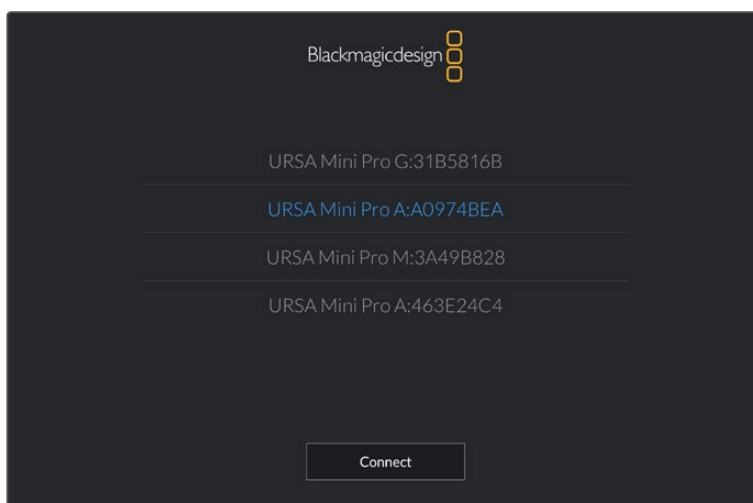 Blackmagicdesign
URSA Mini Pro G:31B5816B
URSA Mini Pro A:A0974BEA
URSA Mini Pro M:3A49B828
URSA Mini Pro A:463E24C4
Connect